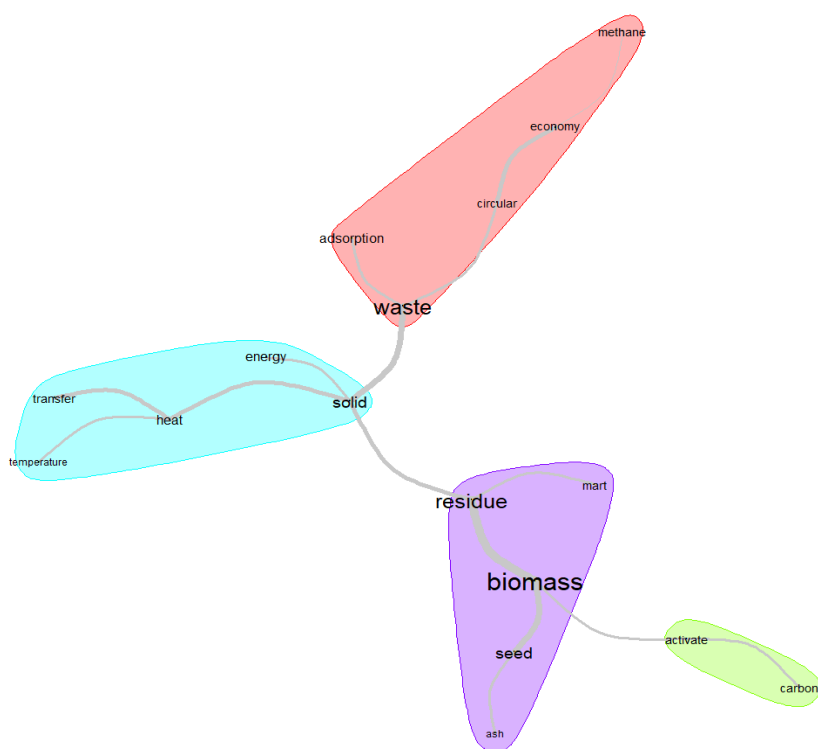 methane
economy
circular
adsorption
waste
energy
transfer
solid
heat
temperature
mart
residue
biomass
activate
seed
carbon
ash